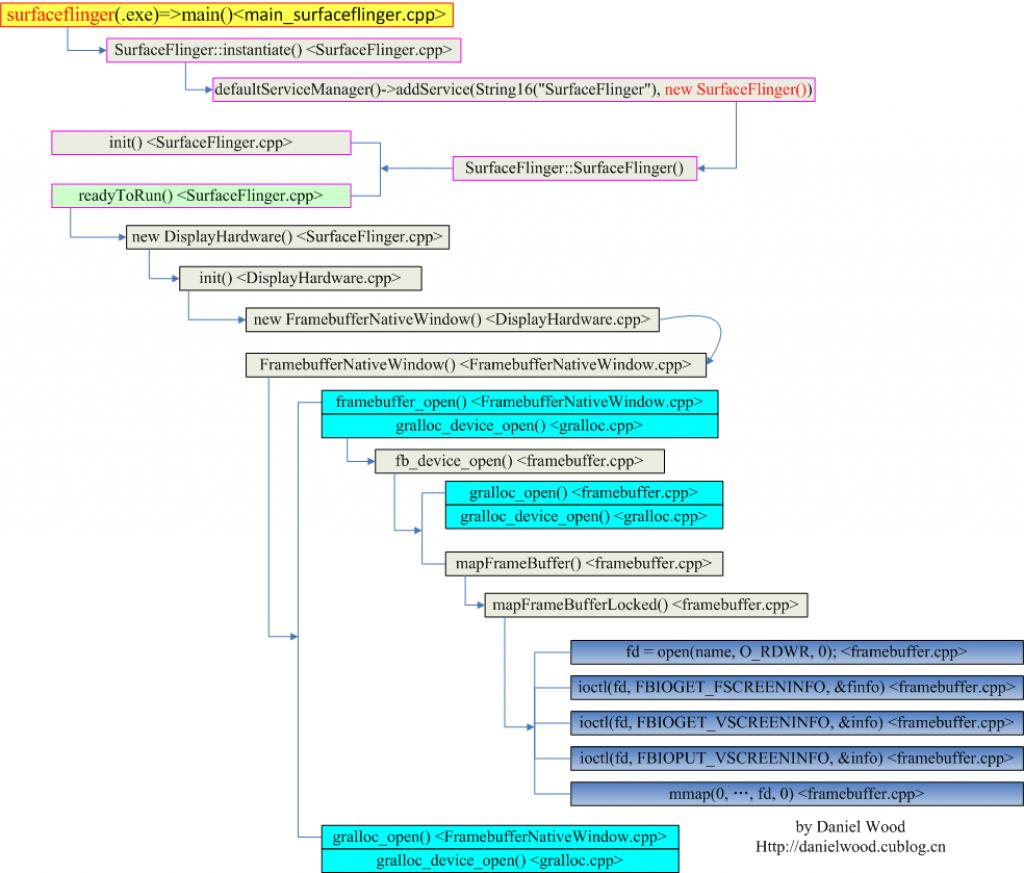 surfaceflinger(.exe)=>main()<main_surfaceflinger.cpp>
SurfaceFlinger::instantiate() <SurfaceFlinger.cpp>
defaultServiceManager()->addService(String16("SurfaceFlinger"), new SurfaceFlinger())
init() <SurfaceFlinger.cpp>
SurfaceFlinger::SurfaceFlinger()
readyToRun() <SurfaceFlinger.cpp>
new DisplayHardware() <SurfaceFlinger.cpp>
init() <DisplayHardware.cpp>
new FramebufferNativeWindow() <DisplayHardware.cpp>
FramebufferNativeWindow() <FramebufferNativeWindow.cpp>
framebuffer_open() <FramebufferNativeWindow.cpp>
gralloc_device_open() <gralloc.cpp>
fb_device_open() <framebuffer.cpp>
gralloc_open() <framebuffer.cpp>
gralloc_device_open() <gralloc.cpp>
mapFrameBuffer() <framebuffer.cpp>
mapFrameBufferLocked() <framebuffer.cpp>
fd = open(name, O_RDWR, 0); <framebuffer.cpp>
ioctl(fd, FBIOGET_FSCREENINFO, &finfo) <framebuffer.cpp>
ioctl(fd, FBIOGET_VSCREENINFO, &info) <framebuffer.cpp>
ioctl(fd, FBIOPUT_VSCREENINFO, &info) <framebuffer.cpp>
mmap(0, …, fd, 0) <framebuffer.cpp>
gralloc_open() <FramebufferNativeWindow.cpp>
gralloc_device_open() <gralloc.cpp>
by Daniel Wood
Http://danielwood.cublog.cn